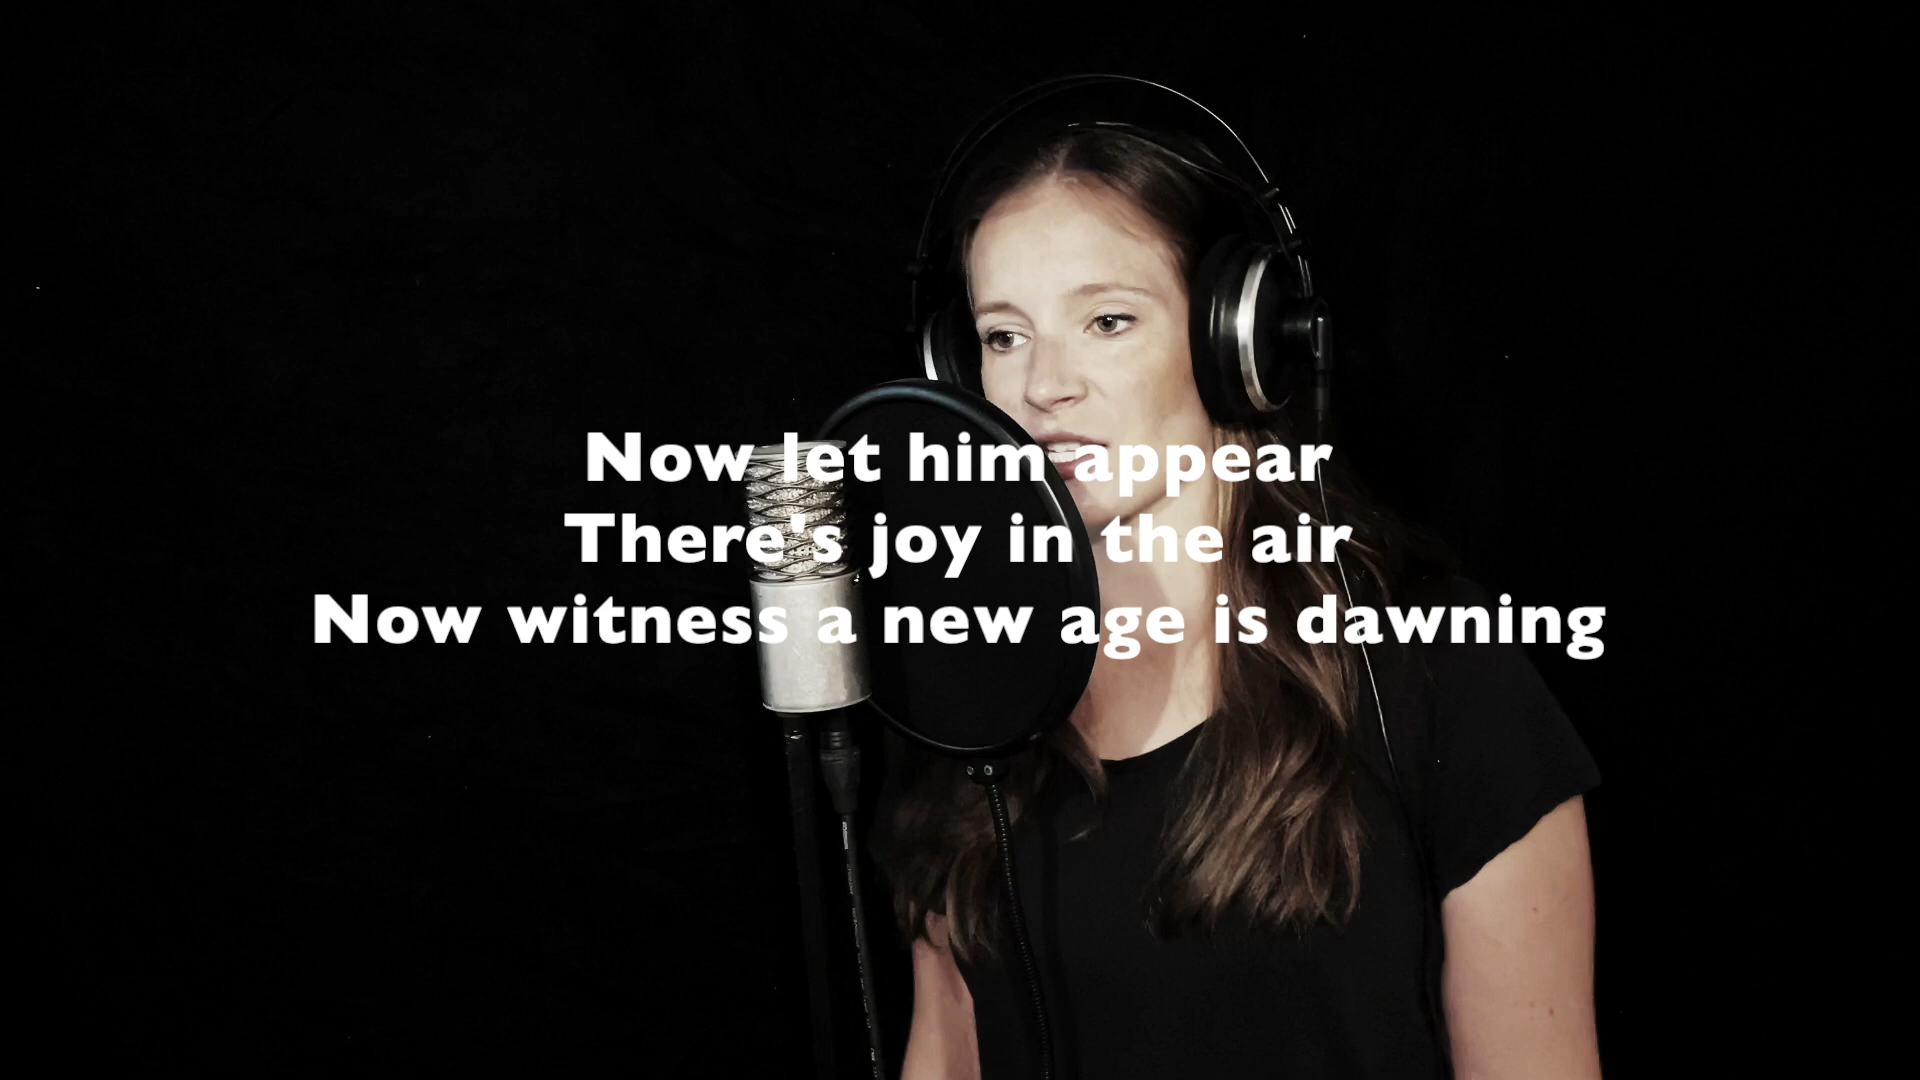 Now let him appear
There's joy in the air
Now witness a new age is dawning